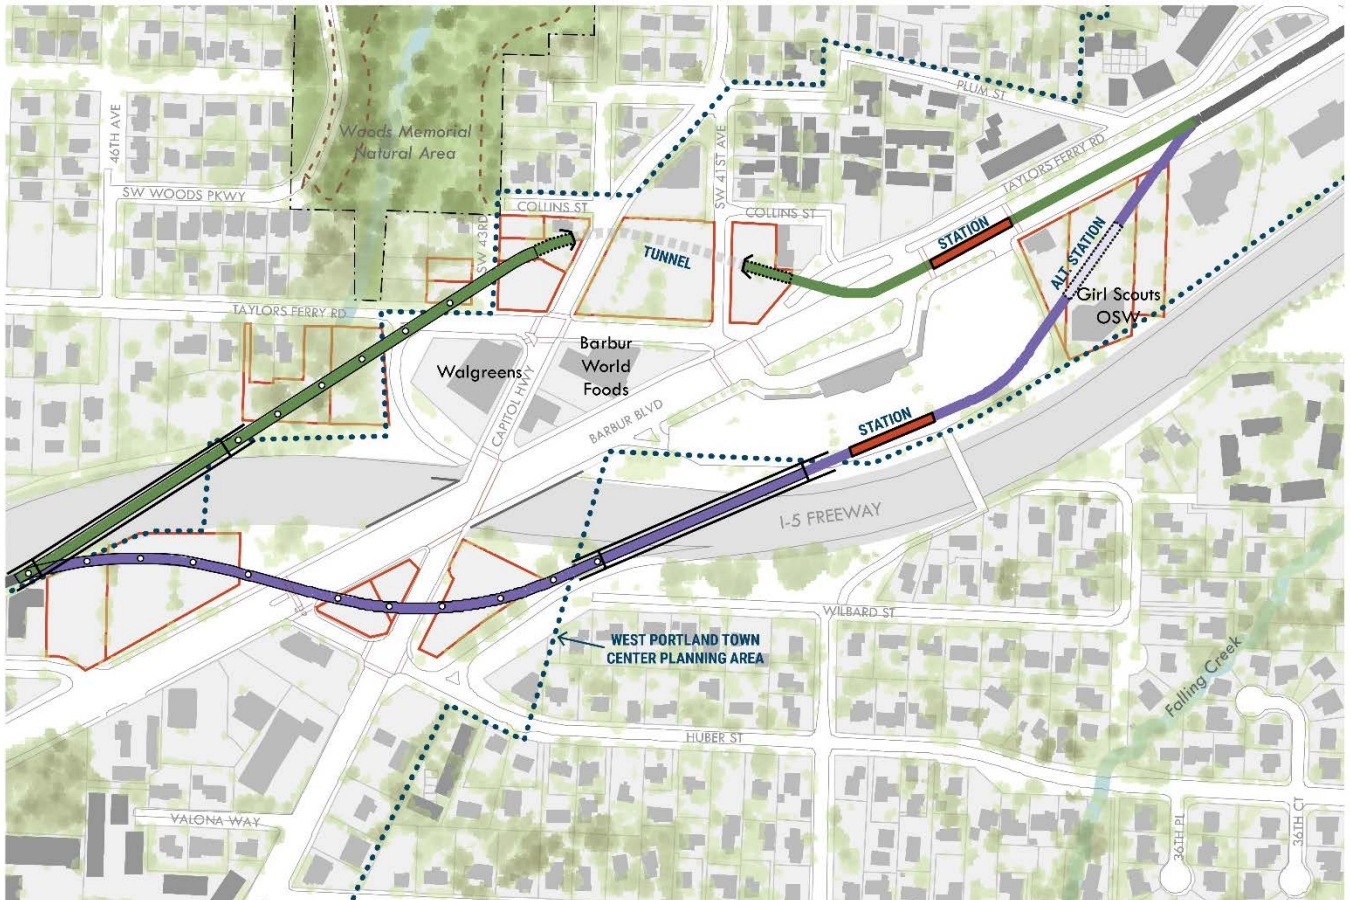 PLUM ST
46TH AVE
Woods Memorial
Natural Area
SW 41ST AVE
TAYLORS FERRY RD
SW WOODS PKWY
COLLINS ST
COLLINS ST
SW 43RD
TUNNEL
STATION
ALT. STATION
Girl Scouts
OSW
TAYLORS FERRY RD
Walgreens
CAPITOL HWY
Barbur
World
Foods
BARBUR BLVD
STATION
I-5 FREEWAY
WILBARD ST
WEST PORTLAND TOWN
CENTER PLANNING AREA
Falling Creek
HUBER ST
VALONA WAY
36TH PL
36TH CT